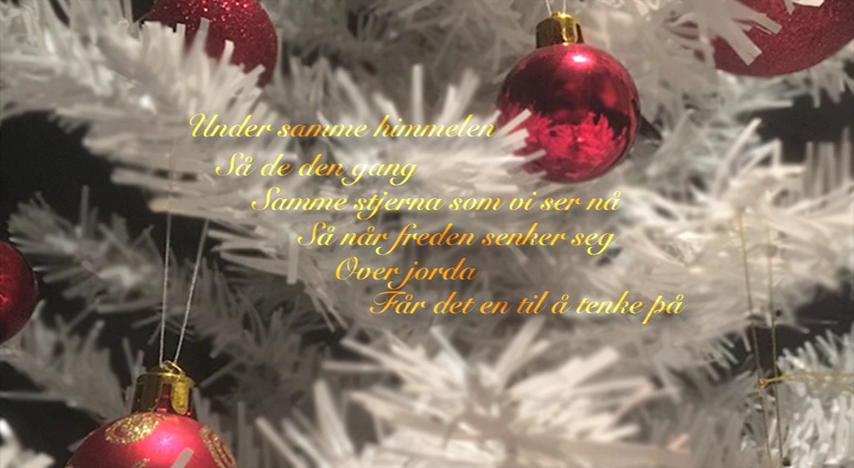 Under samme himmelen
Så de den gang
Samme stjerna som vi ser nå
Så når freden senker seg
Over jorda
Får det en til å tenke på